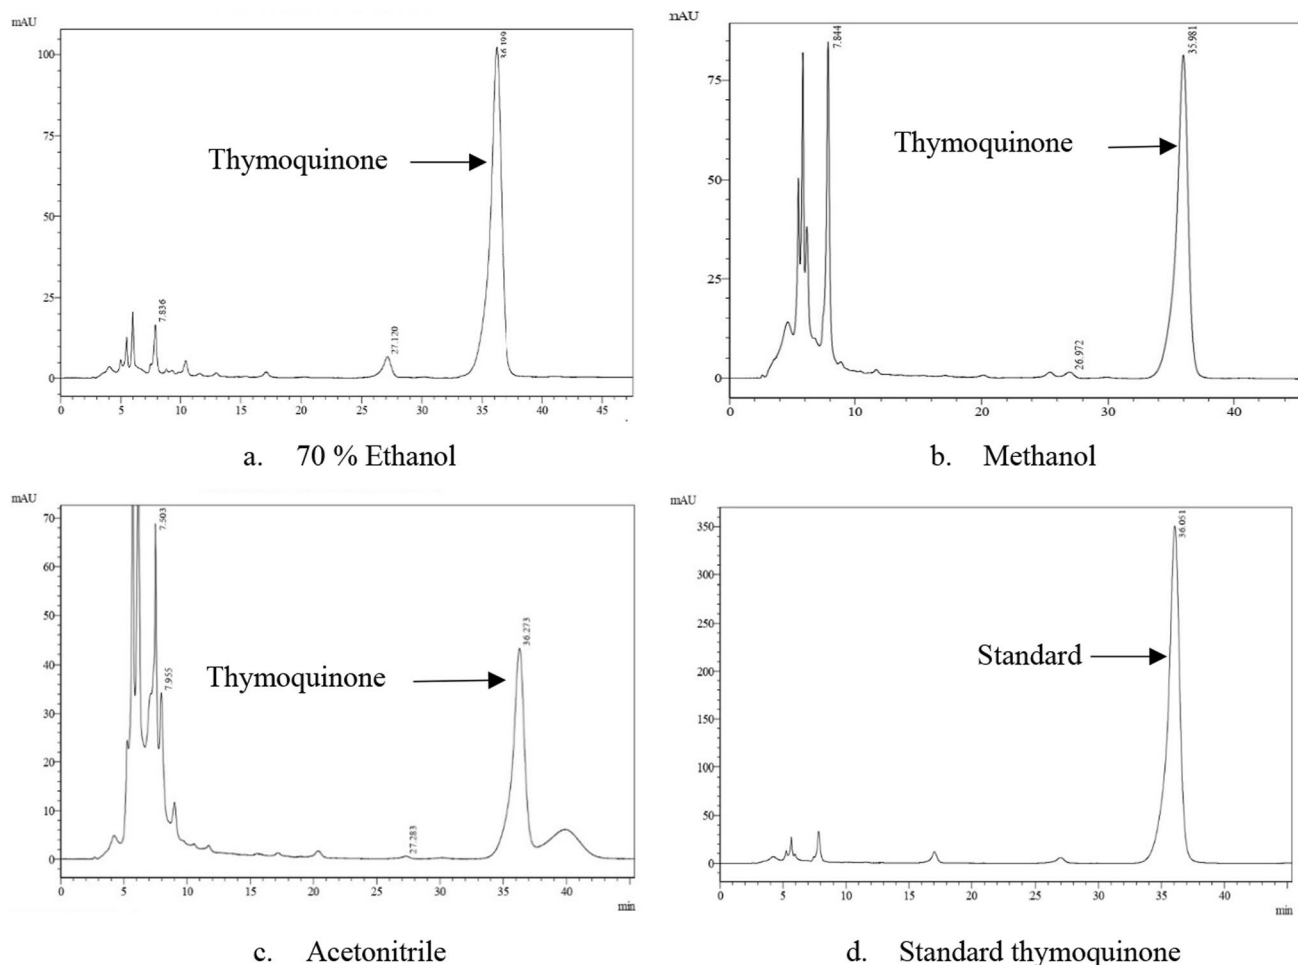 mAU
100
75
50
25
0
0 5 10 15 20 25 30 35 40 45
7.836
27.120
36.199
Thymoquinone
a. 70 % Ethanol
nAU
75
50
25
0
0 10 20 30 40
7.844
26.972
35.981
Thymoquinone
b. Methanol
mAU
70
60
50
40
30
20
10
0
0 5 10 15 20 25 30 35 40
min
7.503
7.955
27.283
36.273
Thymoquinone
c. Acetonitrile
mAU
350
300
250
200
150
100
50
0
0 5 10 15 20 25 30 35 40 45
min
36.051
Standard
d. Standard thymoquinone